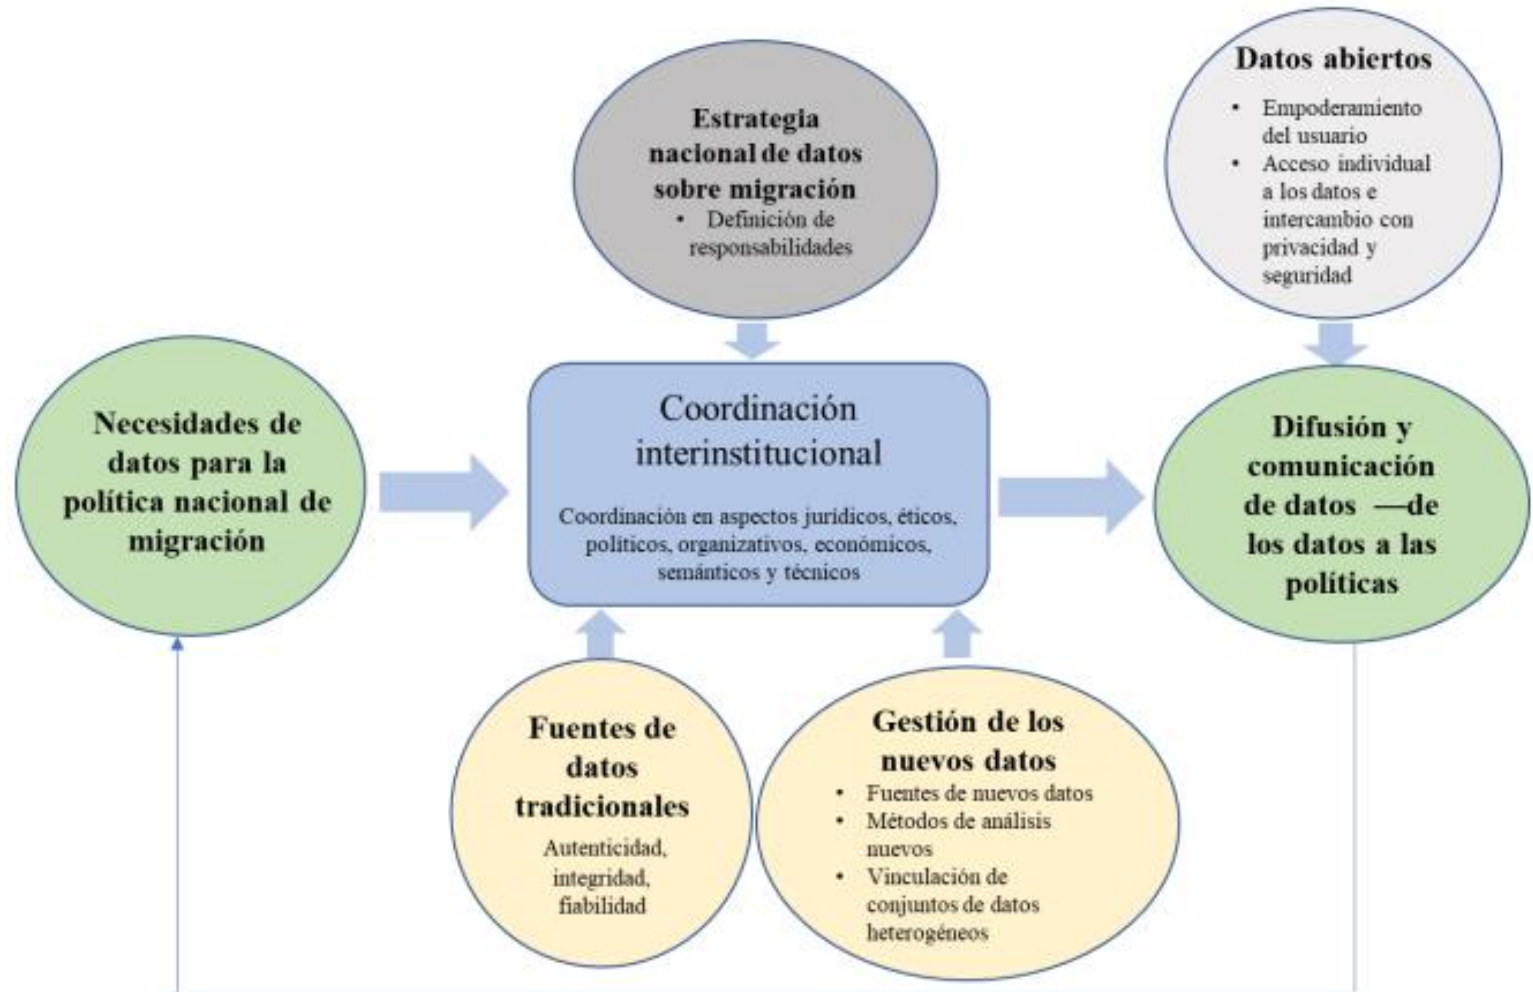 Estrategia
nacional de datos
sobre migración
• Definición de
responsabilidades
Datos abiertos
• Empoderamiento
del usuario
• Acceso individual
a los datos e
intercambio con
privacidad y
seguridad
Necesidades de
datos para la
política nacional de
migración
Coordinación
interinstitucional
Coordinación en aspectos jurídicos, éticos,
políticos, organizativos, económicos,
semánticos y técnicos
Difusión y
comunicación
de datos —de
los datos a las
políticas
Fuentes de
datos
tradicionales
Autenticidad,
integridad,
fiabilidad
Gestión de los
nuevos datos
• Fuentes de nuevos datos
• Métodos de análisis
nuevos
• Vinculación de
conjuntos de datos
heterogéneos